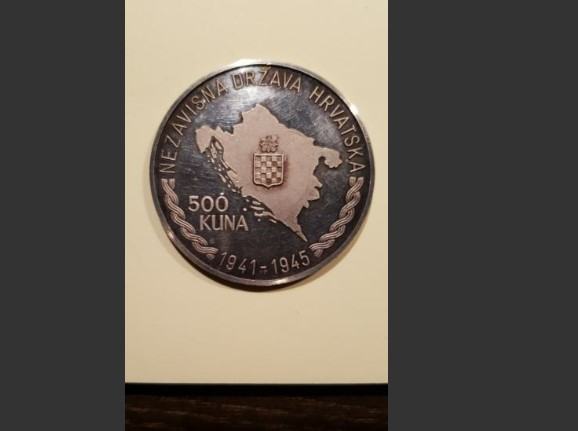 NEZAVISNA DRŽAVA HRVATSKA
500
KUNA
1941-1945